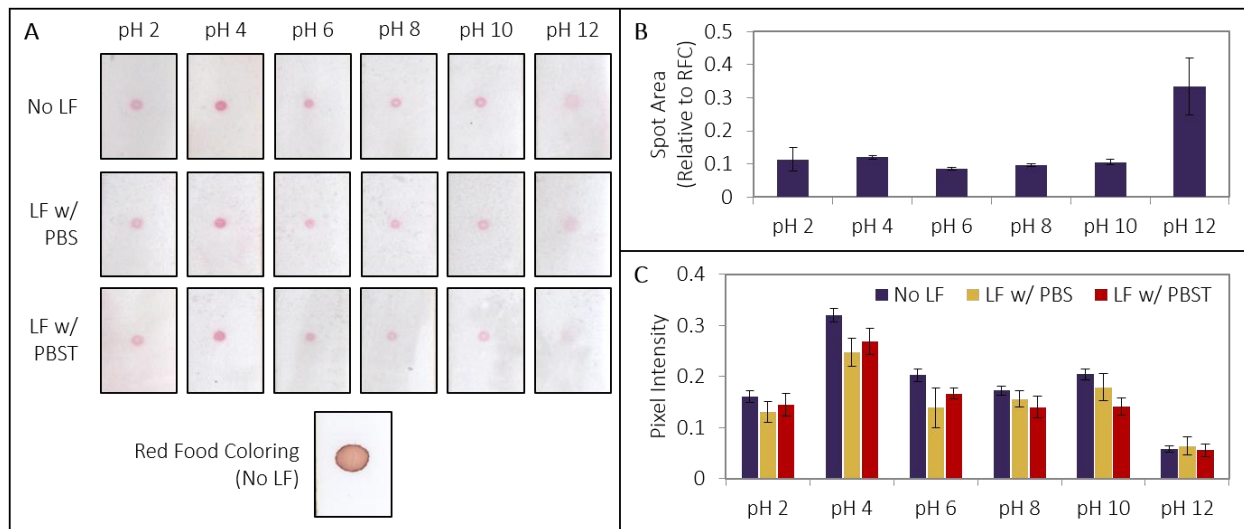 A
pH 2 pH 4 pH 6 pH 8 pH 10 pH 12
No LF
LF w/
PBS
LF w/
PBST
Red Food Coloring
(No LF)
B
Spot Area
(Relative to RFC)
0.5
0.4
0.3
0.2
0.1
0
pH 2 pH 4 pH 6 pH 8 pH 10 pH 12
C
Pixel Intensity
0.4
0.3
0.2
0.1
0
No LF LF w/ PBS LF w/ PBST
pH 2 pH 4 pH 6 pH 8 pH 10 pH 12